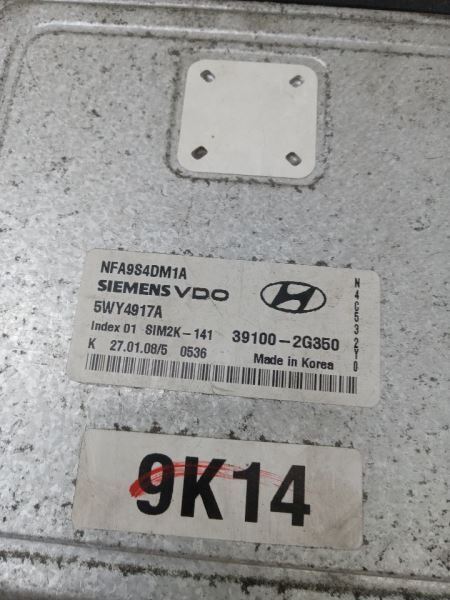 NFA9S4DM1A
SIEMENS VDO
5WY4917A
Index 01 SIM2K-141 39100-2G350
K 27.01.08/5 0536 Made in Korea
N4C532Y0
9K14